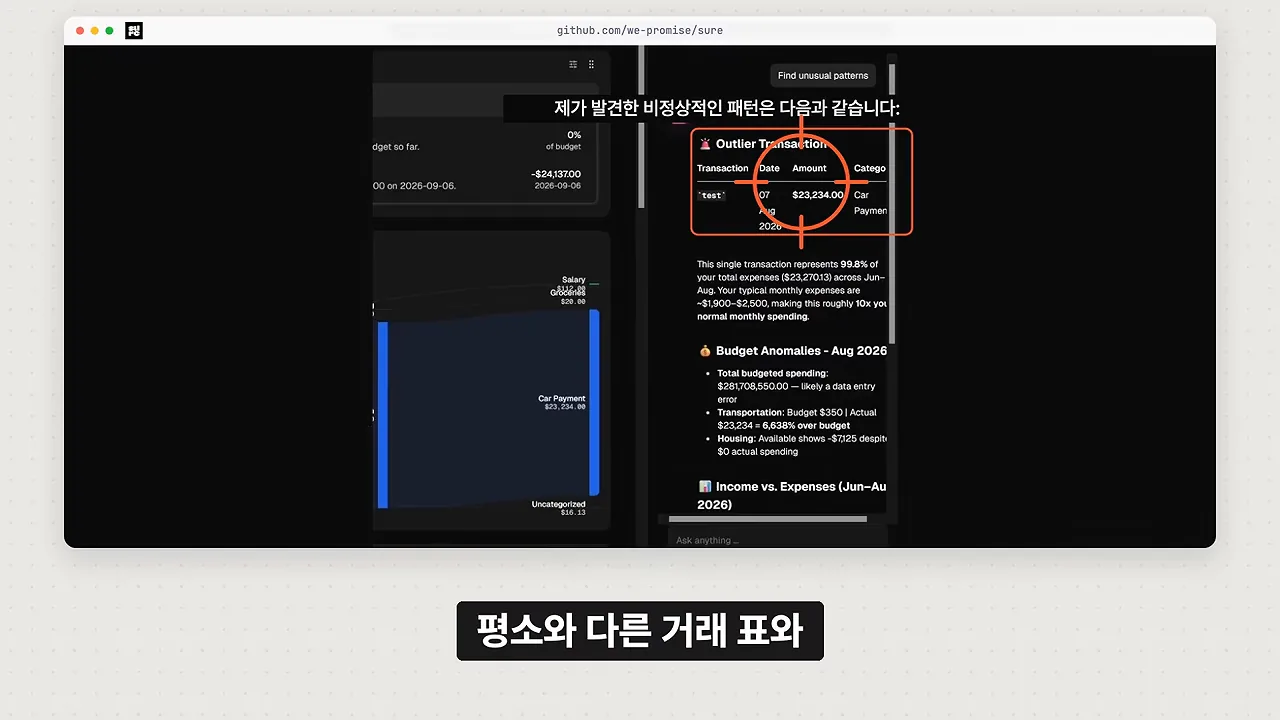 github.com/we-promise/sure
Find unusual patterns
제가 발견한 비정상적인 패턴은 다음과 같습니다:
0%
dget so far.
of budget
-$24,137.00
00 on 2026-09-06.
2026-09-06
Salary
$112.00
Groceries
$20.00
Car Payment
$23,234.00
Uncategorized
$16.13
🚨 Outlier Transaction
Transaction Date Amount Catego
`test` 07 $23,234.00 Car
Aug Paymen
2026
This single transaction represents 99.8% of
your total expenses ($23,270.13) across Jun–
Aug. Your typical monthly expenses are
~$1,900–$2,500, making this roughly 10x you
normal monthly spending.
💰 Budget Anomalies - Aug 2026
• Total budgeted spending:
$281,708,550.00 — likely a data entry
error
• Transportation: Budget $350 | Actual
$23,234 = 6,638% over budget
• Housing: Available shows -$7,125 despite
$0 actual spending
📊 Income vs. Expenses (Jun–Au
2026)
Ask anything ...
평소와 다른 거래 표와